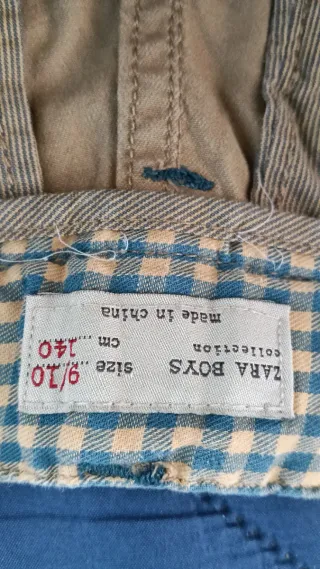 ZARA BOYS
collection
size 9/10
cm 140
made in china